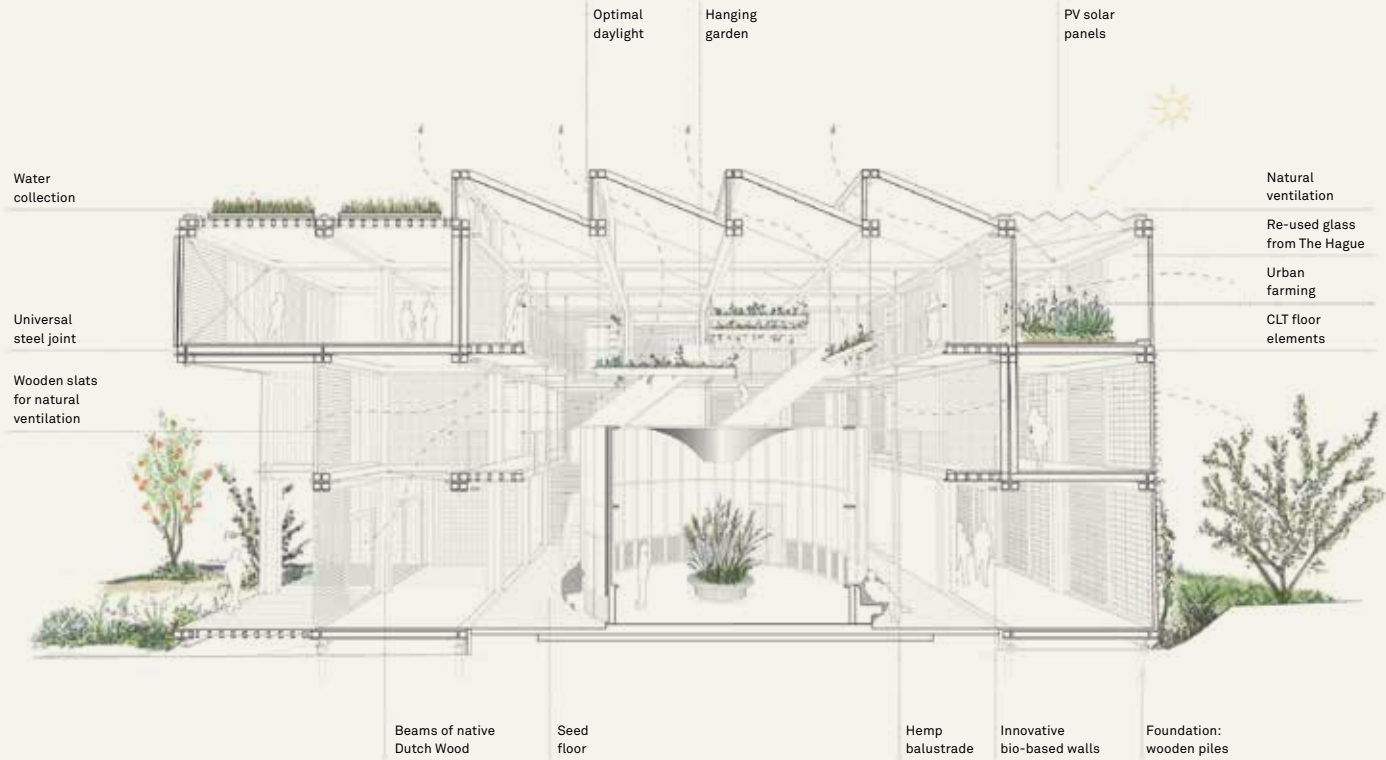 Optimal
daylight
Hanging
garden
PV solar
panels
Water
collection
Universal
steel joint
Wooden slats
for natural
ventilation
Natural
ventilation
Re-used glass
from The Hague
Urban
farming
CLT floor
elements
Beams of native
Dutch Wood
Seed
floor
Hemp
balustrade
Innovative
bio-based walls
Foundation:
wooden piles